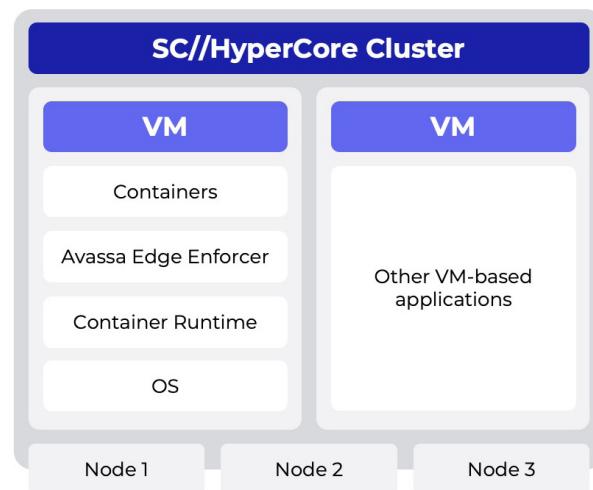 SC//HyperCore Cluster
VM
Containers
Avassa Edge Enforcer
Container Runtime
OS
VM
Other VM-based
applications
Node 1
Node 2
Node 3